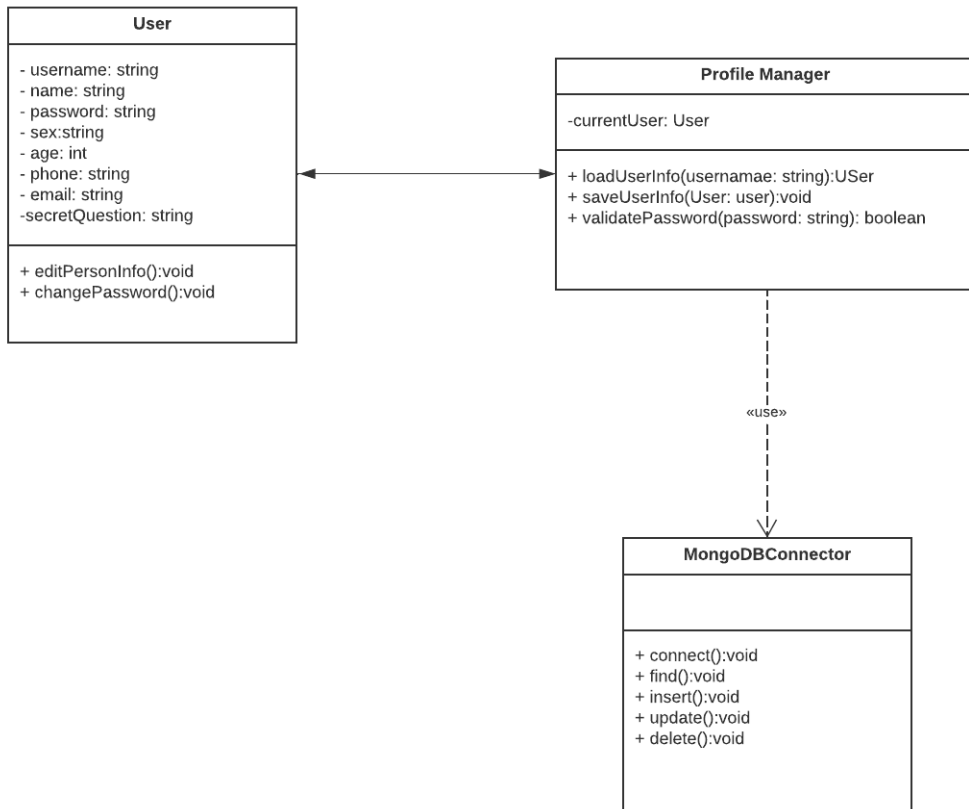 User
- username: string
- name: string
- password: string
- sex:string
- age: int
- phone: string
- email: string
-secretQuestion: string
+ editPersonInfo():void
+ changePassword():void
Profile Manager
-currentUser: User
+ loadUserInfo(usernamae: string):USer
+ saveUserInfo(User: user):void
+ validatePassword(password: string): boolean
«use»
MongoDBConnector
+ connect():void
+ find():void
+ insert():void
+ update():void
+ delete():void